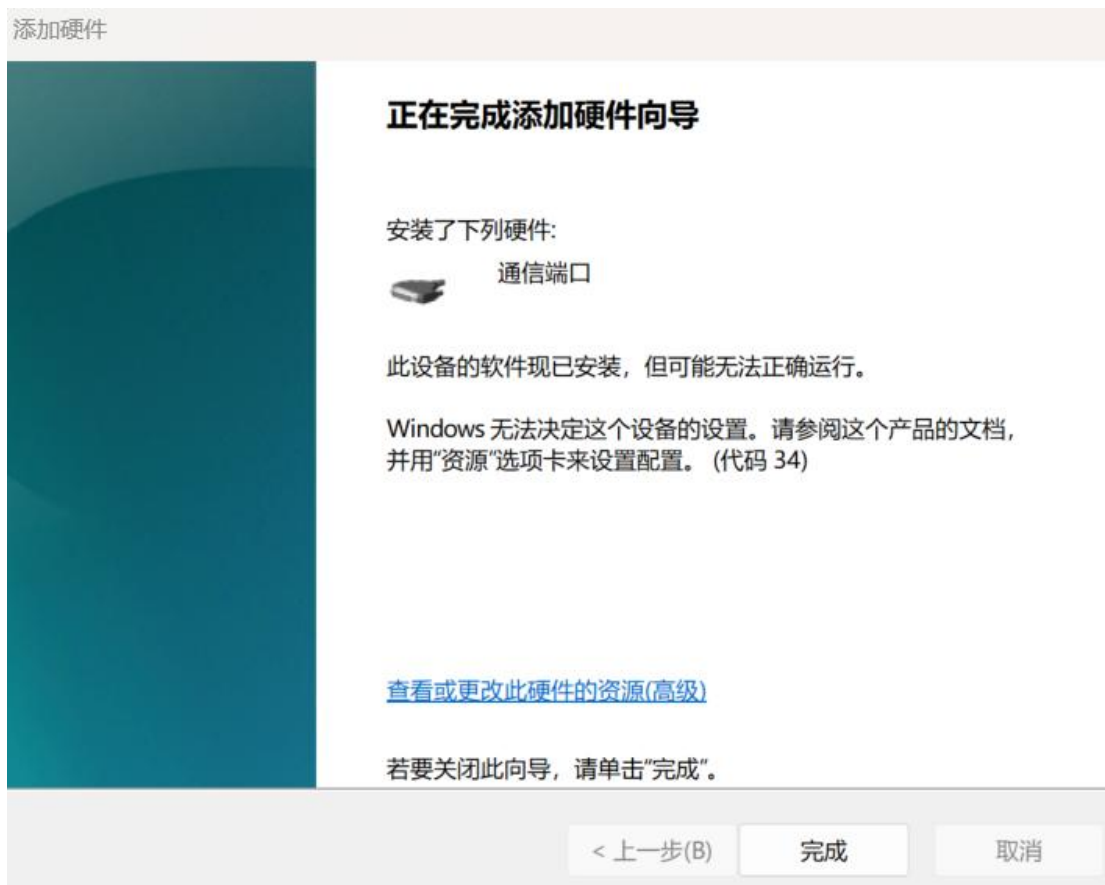 添加硬件
正在完成添加硬件向导
安装了下列硬件:
通信端口
此设备的软件现已安装，但可能无法正确运行。
Windows 无法决定这个设备的设置。请参阅这个产品的文档，
并用"资源"选项卡来设置配置。 (代码 34)
查看或更改此硬件的资源(高级)
若要关闭此向导，请单击"完成"。
< 上一步(B)
完成
取消